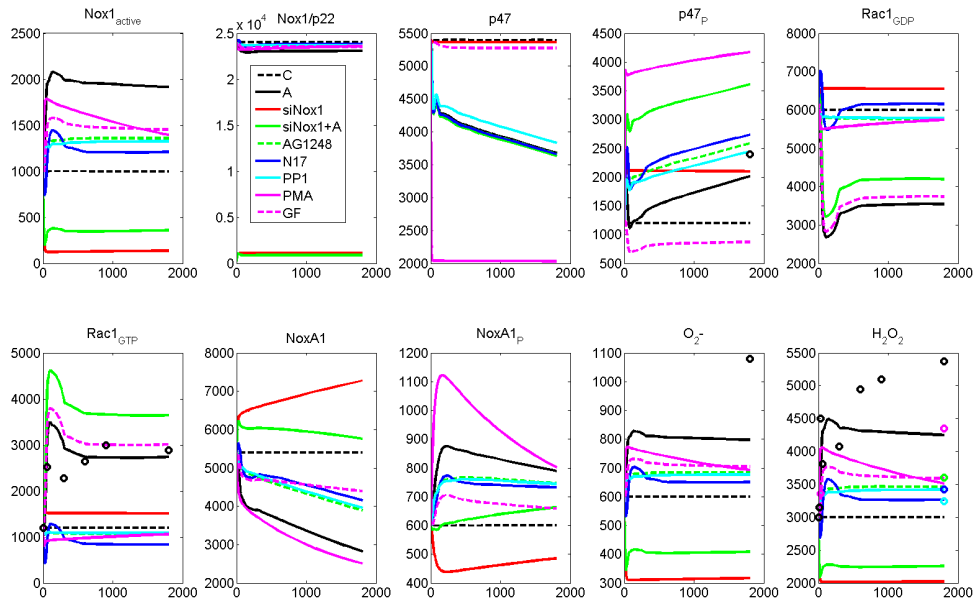 Nox1active
Nox1/p22
p47
p47P
Rac1GDP
2500
2000
1500
1000
500
0
0 1000 2000
2.5 x 10^4
2
1.5
1
0.5
0
0 1000 2000
C
A
siNox1
siNox1+A
AG1248
N17
PP1
PMA
GF
5500
5000
4500
4000
3500
3000
2500
2000
0 1000 2000
4500
4000
3500
3000
2500
2000
1500
1000
500
0 1000 2000
8000
7000
6000
5000
4000
3000
2000
0 1000 2000
Rac1GTP
NoxA1
NoxA1P
O2-
H2O2
5000
4000
3000
2000
1000
0
0 1000 2000
8000
7000
6000
5000
4000
3000
2000
0 1000 2000
1200
1100
1000
900
800
700
600
500
400
0 1000 2000
1100
1000
900
800
700
600
500
400
300
0 1000 2000
5500
5000
4500
4000
3500
3000
2500
2000
0 1000 2000